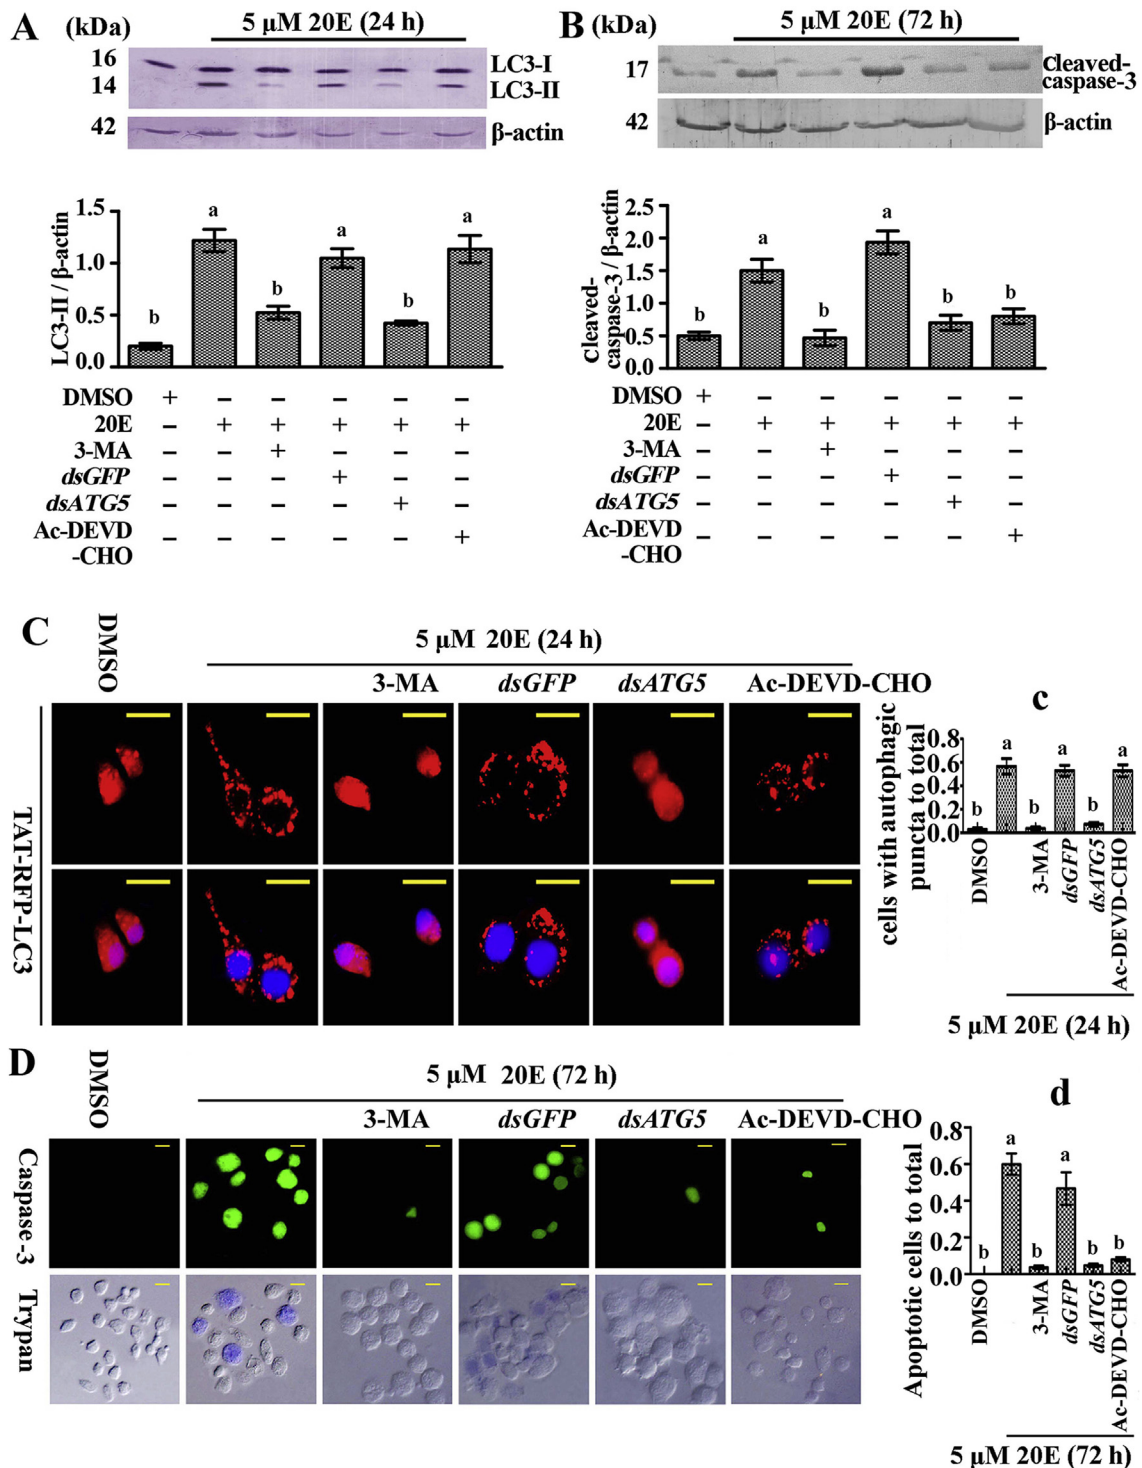 A (kDa) 5 μM 20E (24 h)
16 LC3-I
14 LC3-II
42 β-actin
LC3-II / β-actin
1.5
1.0
0.5
0.0
b a b a b a
DMSO + – – – – –
20E – + + + + +
3-MA – – + – – –
dsGFP – – – + – –
dsATG5 – – – – + –
Ac-DEVD
-CHO – – – – – +
B (kDa) 5 μM 20E (72 h)
17 Cleaved-
caspase-3
42 β-actin
Cleaved-
caspase-3 / β-actin
2.5
2.0
1.5
1.0
0.5
0.0
b a b a b b
DMSO + – – – – –
20E – + + + + +
3-MA – – + – – –
dsGFP – – – + – –
dsATG5 – – – – + –
Ac-DEVD
-CHO – – – – – +
C
DMSO
5 μM 20E (24 h)
3-MA dsGFP dsATG5 Ac-DEVD-CHO
TAT-RFP-LC3
c
cells with autophagic
puncta to total
0.8
0.6
0.4
0.2
0.0
b a b a b a
DMSO 3-MA dsGFP dsATG5 Ac-DEVD-CHO
5 μM 20E (24 h)
D
DMSO
5 μM 20E (72 h)
3-MA dsGFP dsATG5 Ac-DEVD-CHO
Caspase-3
Trypan
d
Apoptotic cells to total
0.8
0.6
0.4
0.2
0.0
b a b a b b
DMSO 3-MA dsGFP dsATG5 Ac-DEVD-CHO
5 μM 20E (72 h)